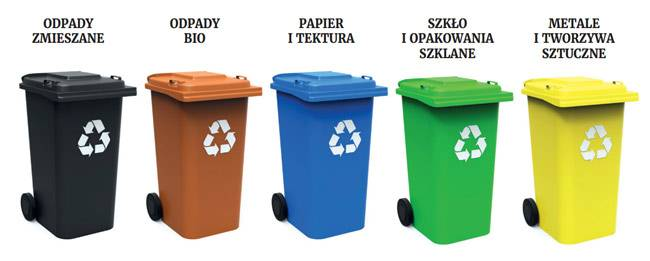 ODPADY
ZMIESZANE
ODPADY
BIO
PAPIER
I TEKTURA
SZKŁO
I OPAKOWANIA
SZKLANE
METALE
I TWORZYWA
SZTUCZNE